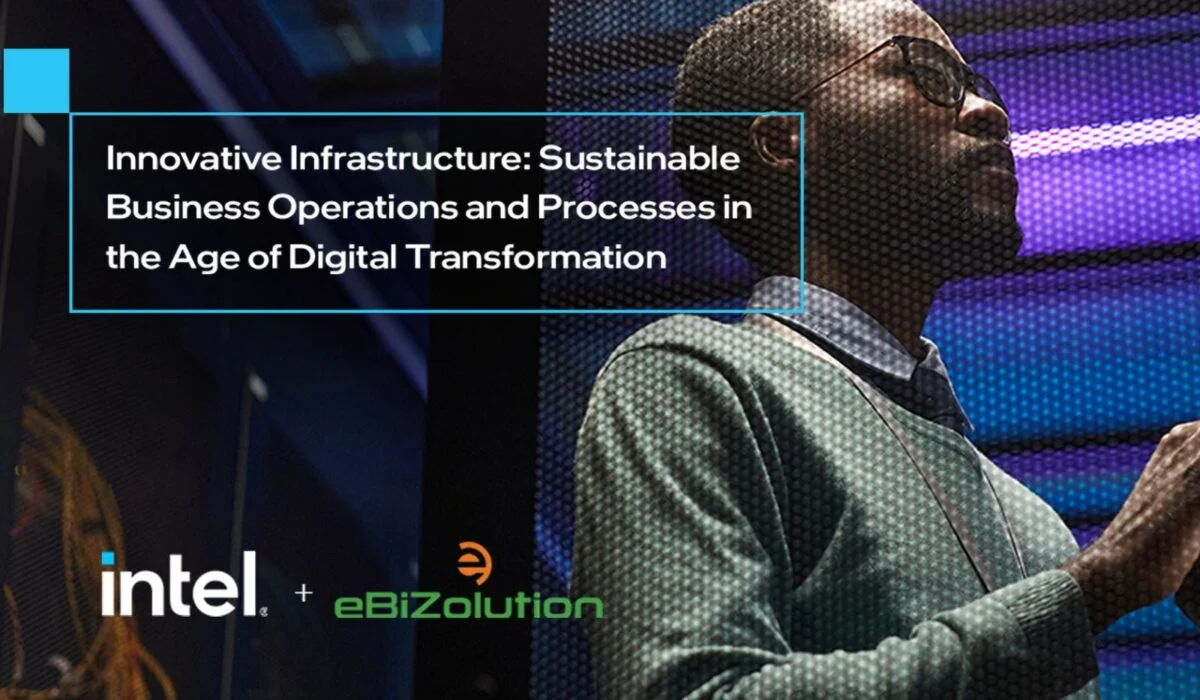 Innovative Infrastructure: Sustainable
Business Operations and Processes in
the Age of Digital Transformation
intel. + eBiZolution